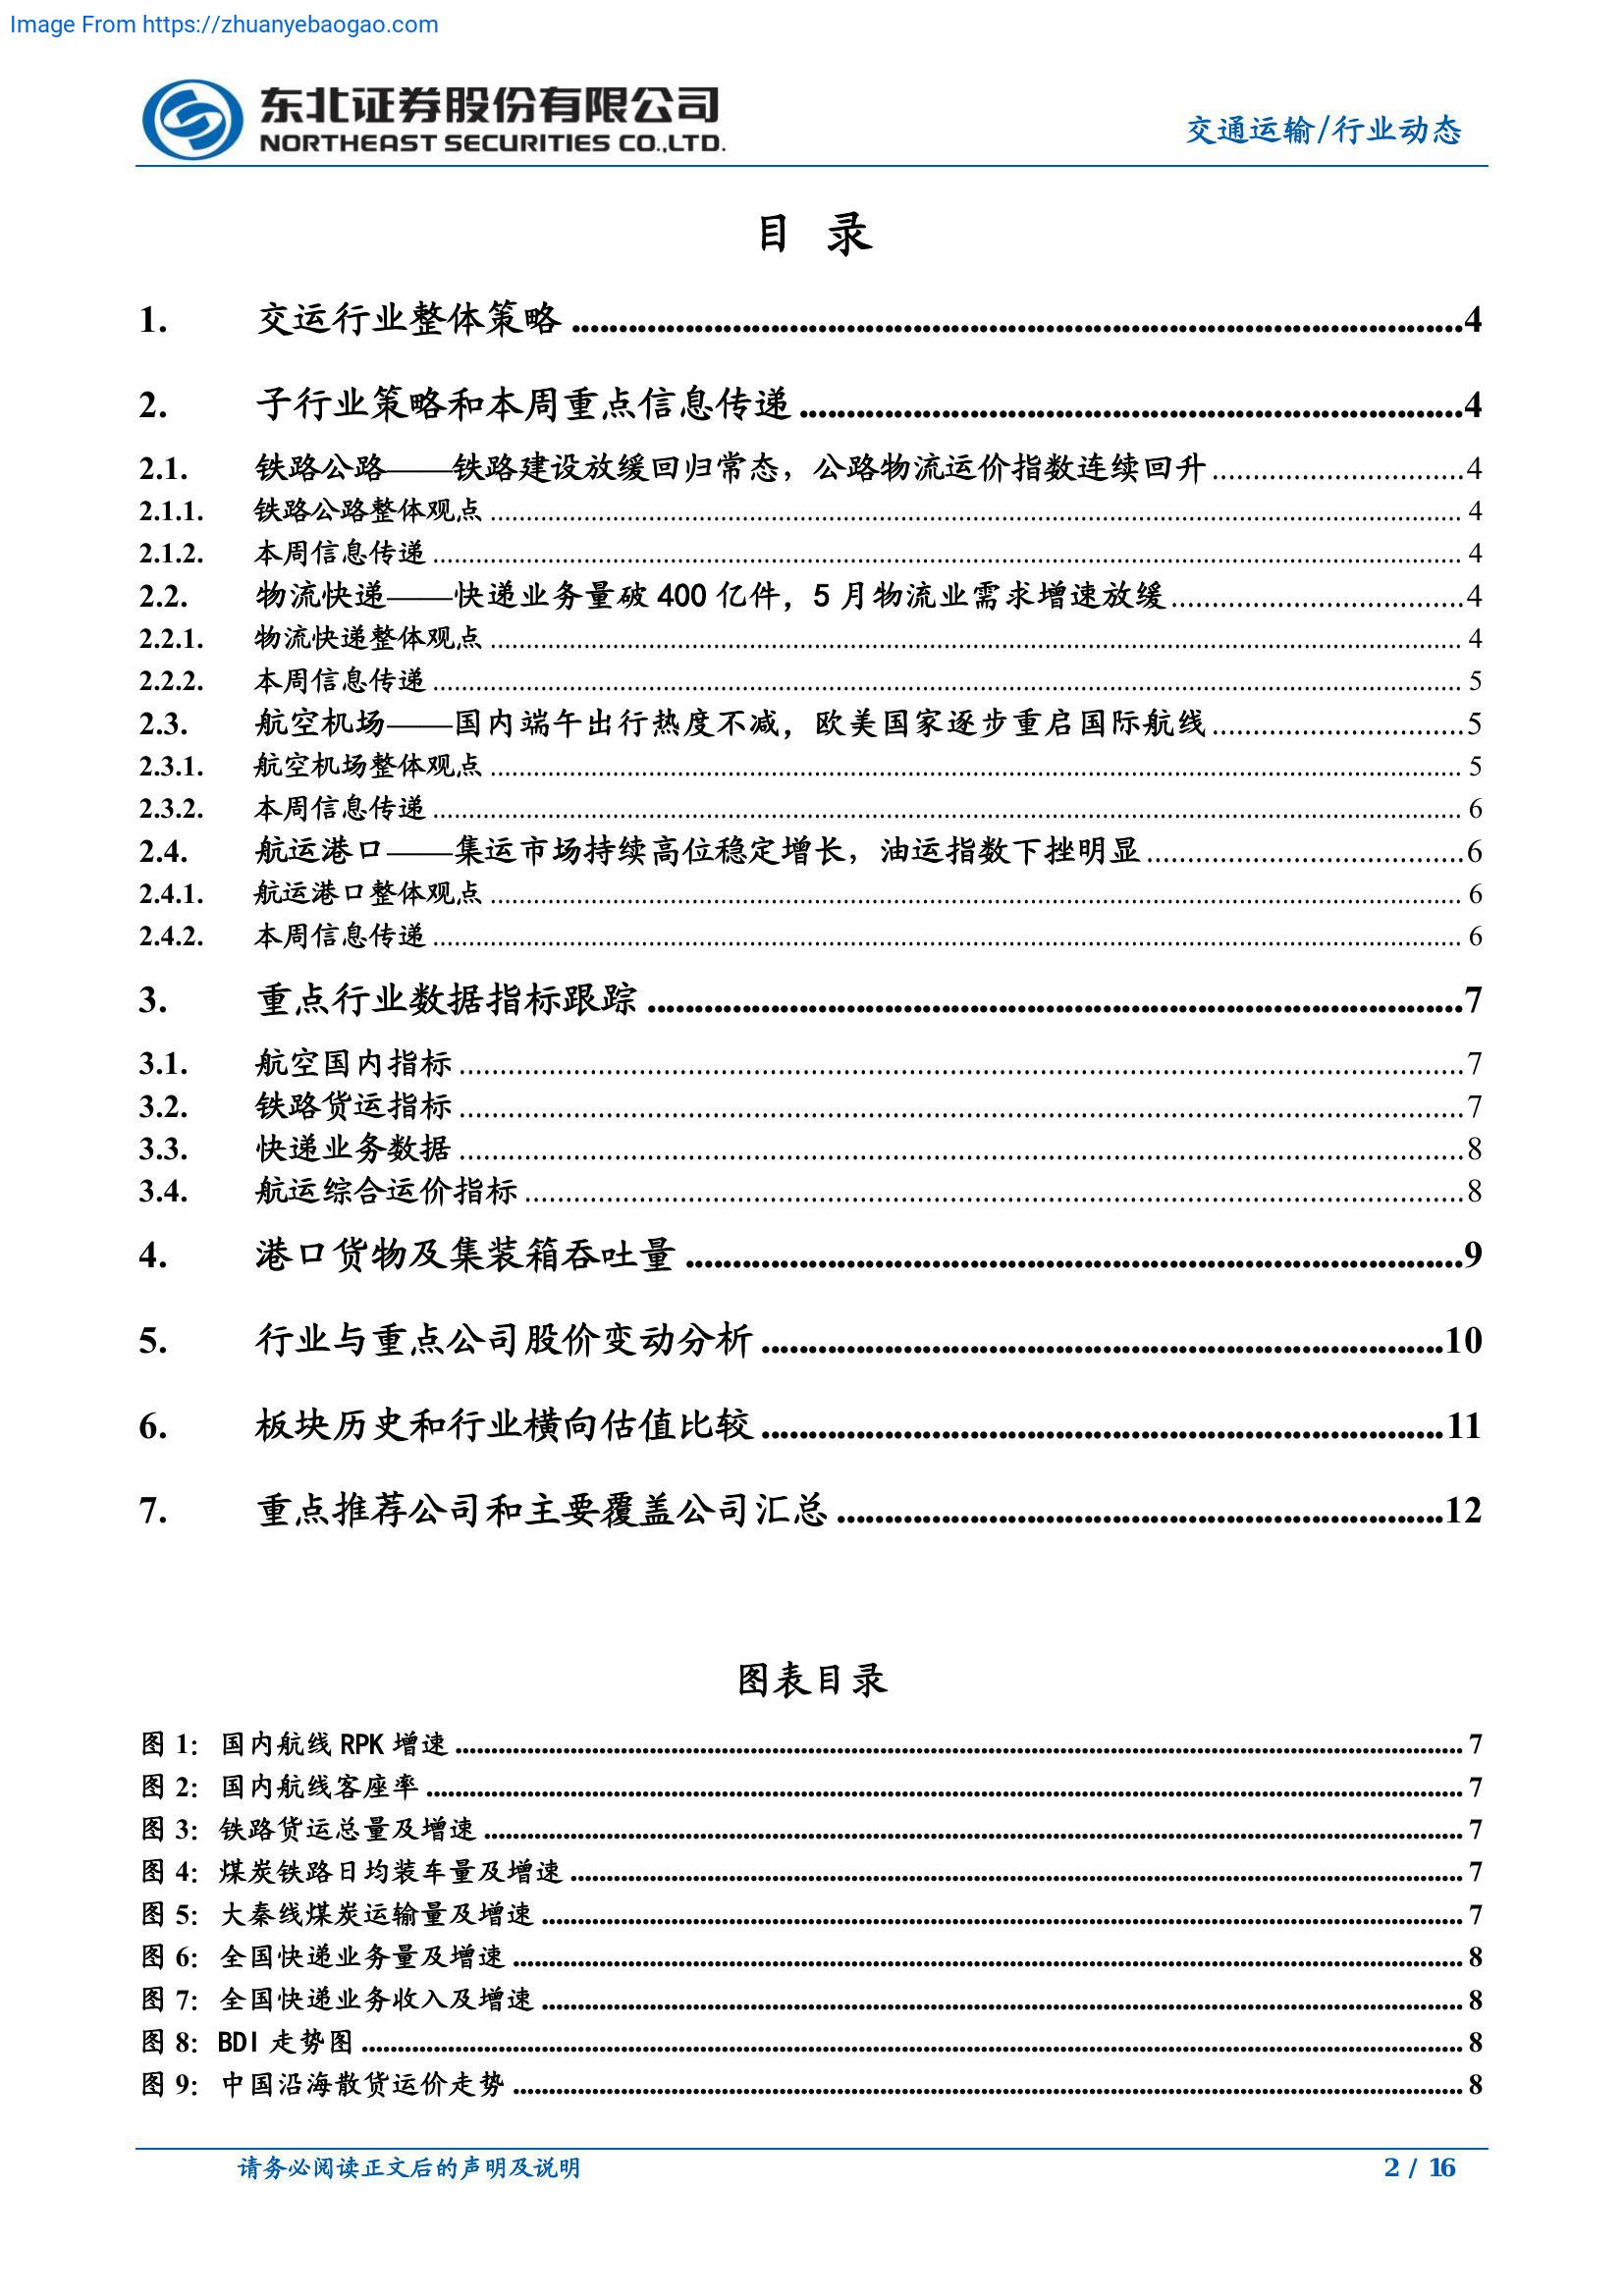 Image From https://zhuanyebaogao.com
东北证券股份有限公司
NORTHEAST SECURITIES CO.,LTD.
交通运输/行业动态
目 录
1. 交运行业整体策略 4
2. 子行业策略和本周重点信息传递 4
2.1. 铁路公路——铁路建设放缓回归常态，公路物流运价指数连续回升 4
2.1.1. 铁路公路整体观点 4
2.1.2. 本周信息传递 4
2.2. 物流快递——快递业务量破 400 亿件，5 月物流业需求增速放缓 4
2.2.1. 物流快递整体观点 4
2.2.2. 本周信息传递 5
2.3. 航空机场——国内端午出行热度不减，欧美国家逐步重启国际航线 5
2.3.1. 航空机场整体观点 5
2.3.2. 本周信息传递 6
2.4. 航运港口——集运市场持续高位稳定增长，油运指数下挫明显 6
2.4.1. 航运港口整体观点 6
2.4.2. 本周信息传递 6
3. 重点行业数据指标跟踪 7
3.1. 航空国内指标 7
3.2. 铁路货运指标 7
3.3. 快递业务数据 8
3.4. 航运综合运价指标 8
4. 港口货物及集装箱吞吐量 9
5. 行业与重点公司股价变动分析 10
6. 板块历史和行业横向估值比较 11
7. 重点推荐公司和主要覆盖公司汇总 12
图表目录
图 1：国内航线 RPK 增速 7
图 2：国内航线客座率 7
图 3：铁路货运总量及增速 7
图 4：煤炭铁路日均装车量及增速 7
图 5：大秦线煤炭运输量及增速 7
图 6：全国快递业务量及增速 8
图 7：全国快递业务收入及增速 8
图 8：BDI 走势图 8
图 9：中国沿海散货运价走势 8
请务必阅读正文后的声明及说明
2 / 16